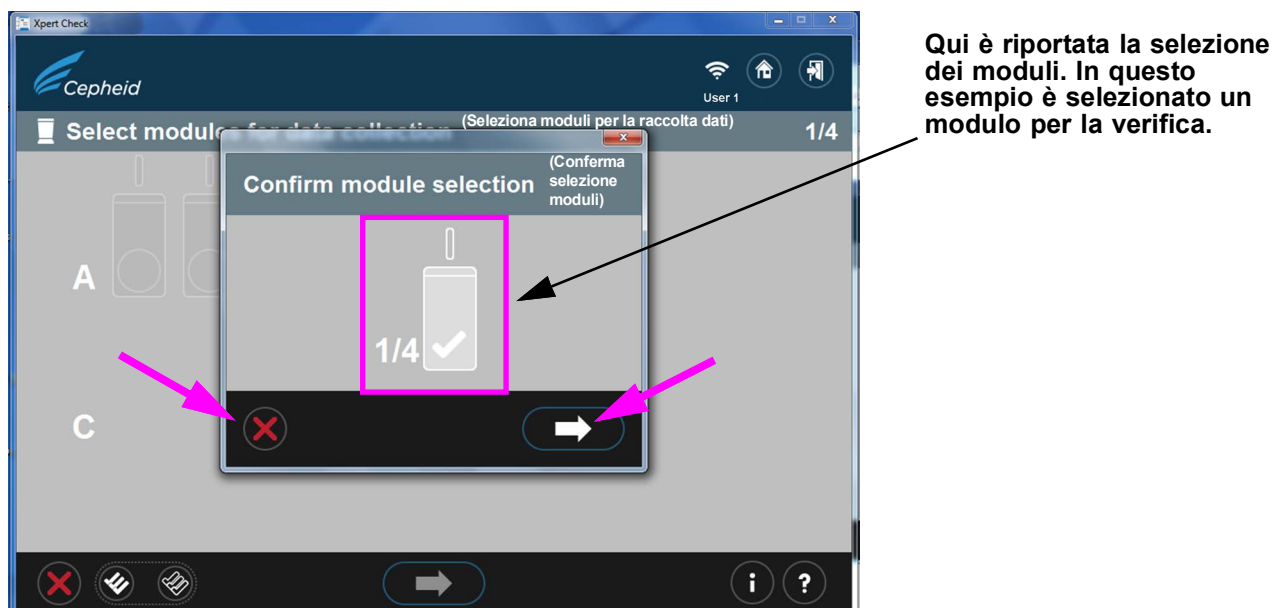 Xpert Check
Cepheid
User 1
Select modules for data collection (Seleziona moduli per la raccolta dati) 1/4
Confirm module selection
(Conferma
selezione
moduli)
A
1/4
C
i ?
Qui è riportata la selezione
dei moduli. In questo
esempio è selezionato un
modulo per la verifica.